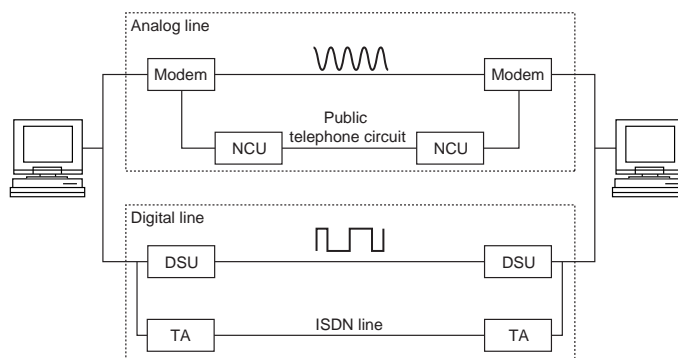 Analog line
Modem
Modem
Public
telephone circuit
NCU
NCU
Digital line
DSU
DSU
ISDN line
TA
TA